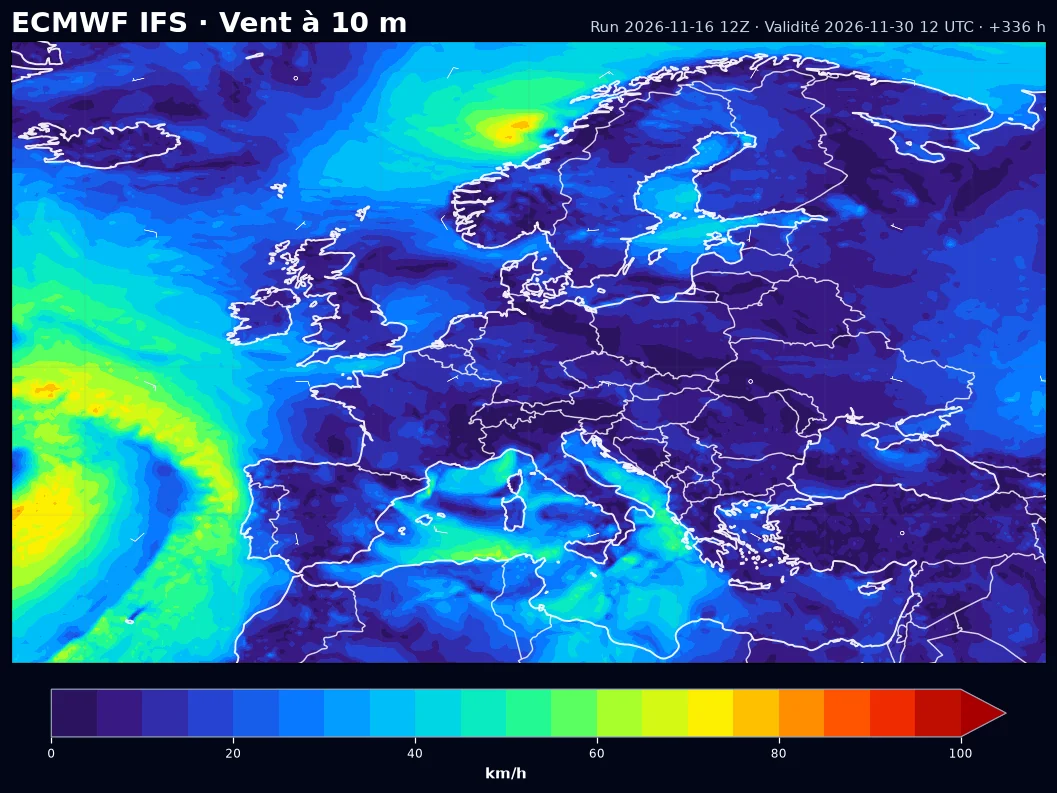 ECMWF IFS · Vent à 10 m
Run 2026-11-16 12Z · Validité 2026-11-30 12 UTC · +336 h
0 20 40 60 80 100
km/h